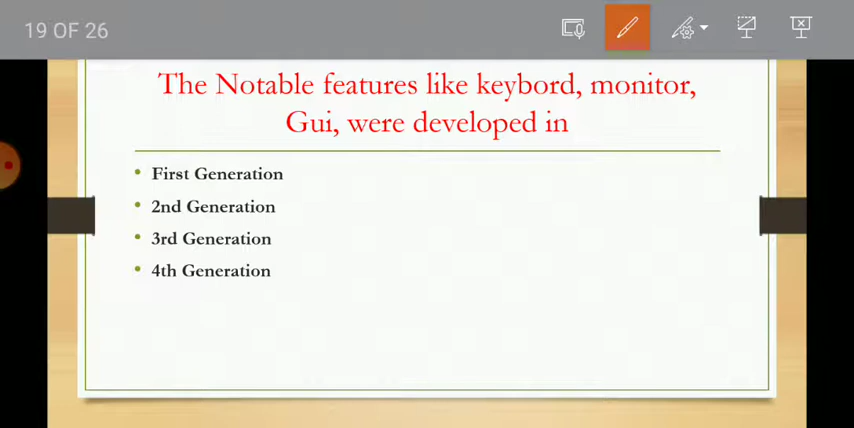 19 OF 26
The Notable features like keybord, monitor,
Gui, were developed in
• First Generation
• 2nd Generation
• 3rd Generation
• 4th Generation